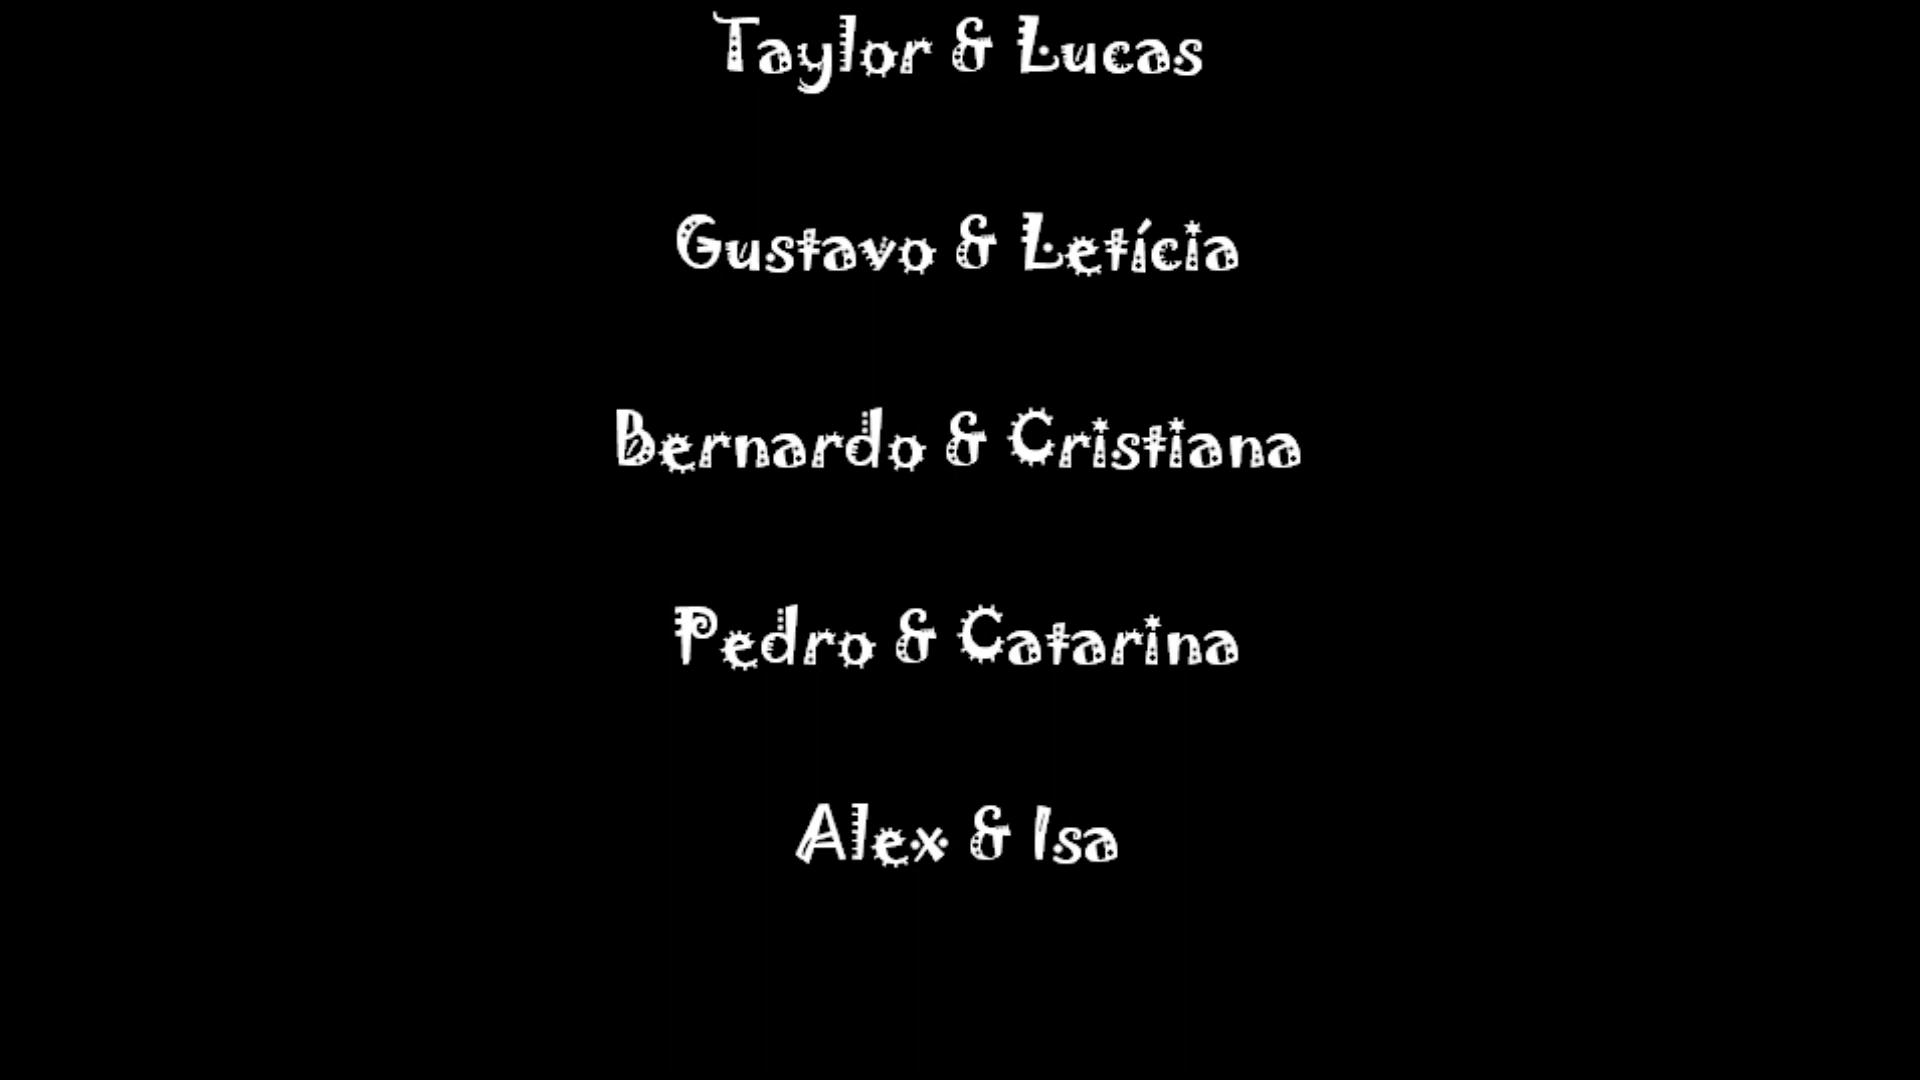 Taylor & Lucas
Gustavo & Letícia
Bernardo & Cristiana
Pedro & Catarina
Alex & Isa